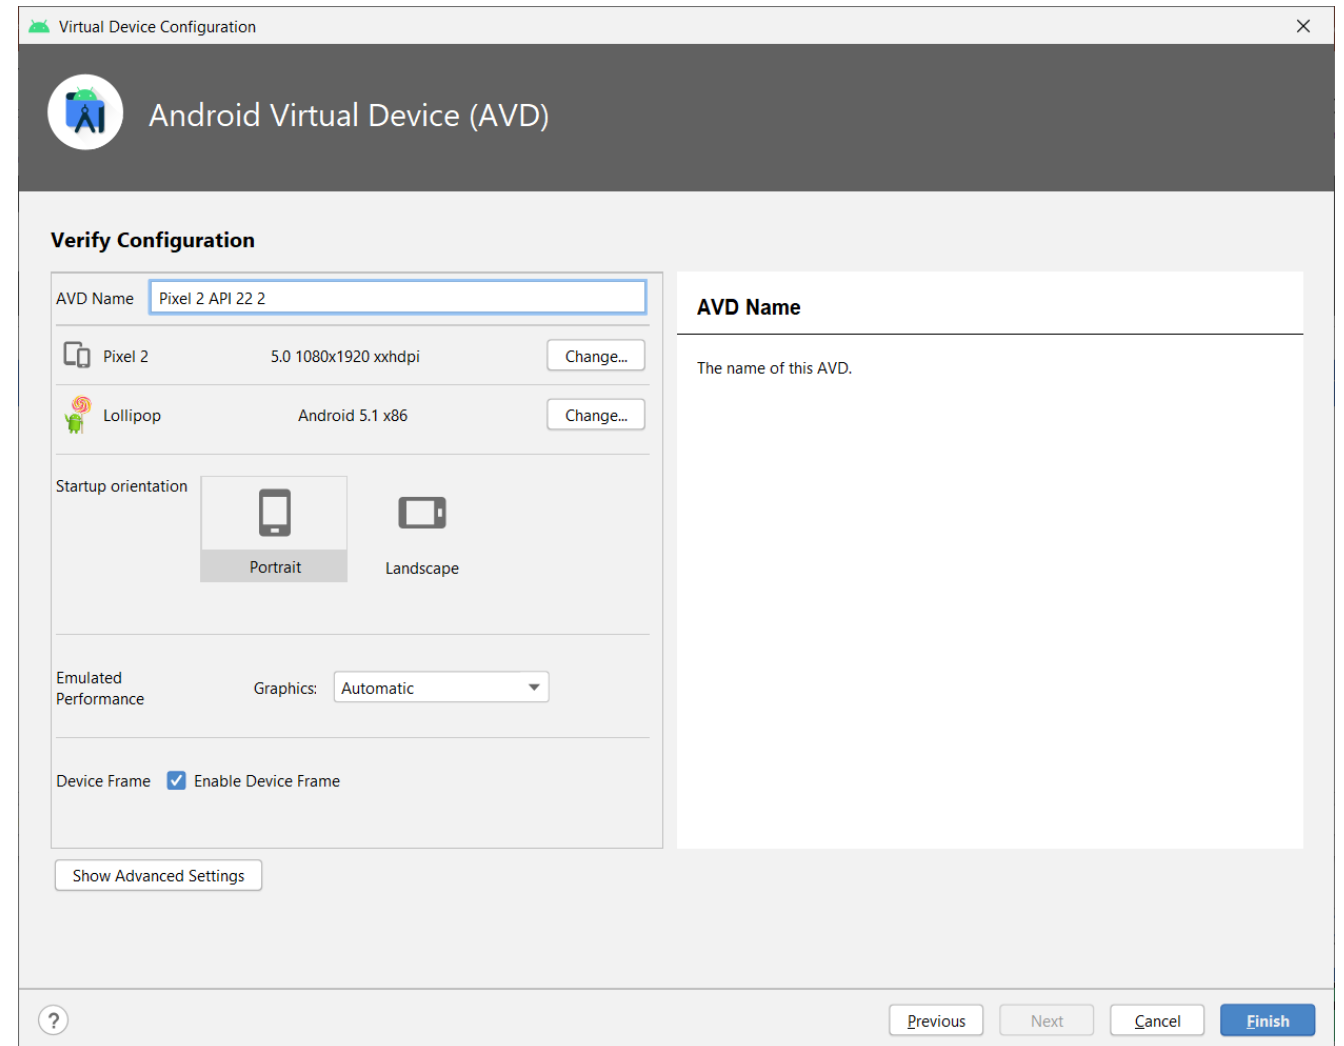 Virtual Device Configuration
Android Virtual Device (AVD)
Verify Configuration
AVD Name Pixel 2 API 22 2
Pixel 2 5.0 1080x1920 xxhdpi Change...
Lollipop Android 5.1 x86 Change...
Startup orientation
Portrait
Landscape
Emulated
Performance
Graphics: Automatic
Device Frame Enable Device Frame
Show Advanced Settings
AVD Name
The name of this AVD.
? Previous Next Cancel Finish